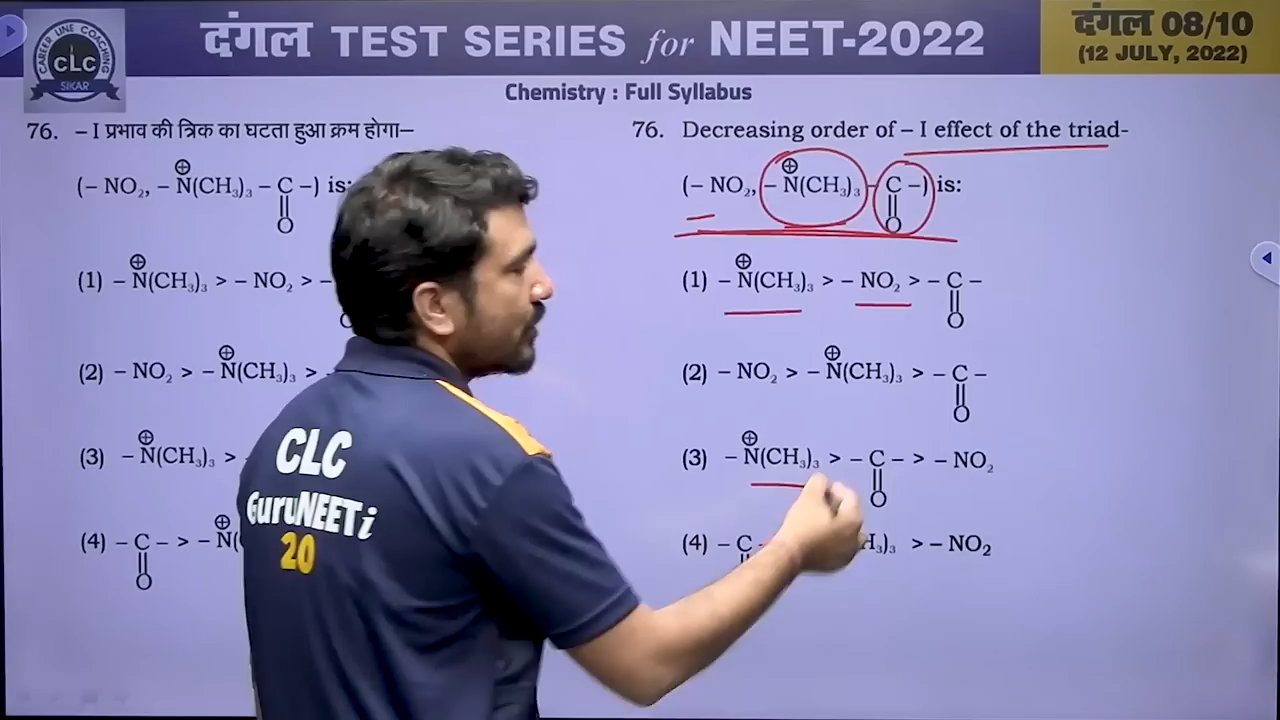 दंगल TEST SERIES for NEET-2022
दंगल 08/10
(12 JULY, 2022)
CAREER LINE COACHING
CLC
SIKAR
Chemistry : Full Syllabus
76. – I प्रभाव की त्रिक का घटता हुआ क्रम होगा–
(– NO₂, – N⊕(CH₃)₃ – C(=O) –) is:
(1) – N⊕(CH₃)₃ > – NO₂ > –
(2) – NO₂ > – N⊕(CH₃)₃ >
(3) – N⊕(CH₃)₃ >
(4) – C(=O) – > – N⊕(
76. Decreasing order of – I effect of the triad-
(– NO₂, – N⊕(CH₃)₃ – C(=O) –) is:
(1) – N⊕(CH₃)₃ > – NO₂ > – C(=O) –
(2) – NO₂ > – N⊕(CH₃)₃ > – C(=O) –
(3) – N⊕(CH₃)₃ > – C(=O) – > – NO₂
(4) – C – H₃)₃ > – NO₂
CLC
GuruNEETi
20